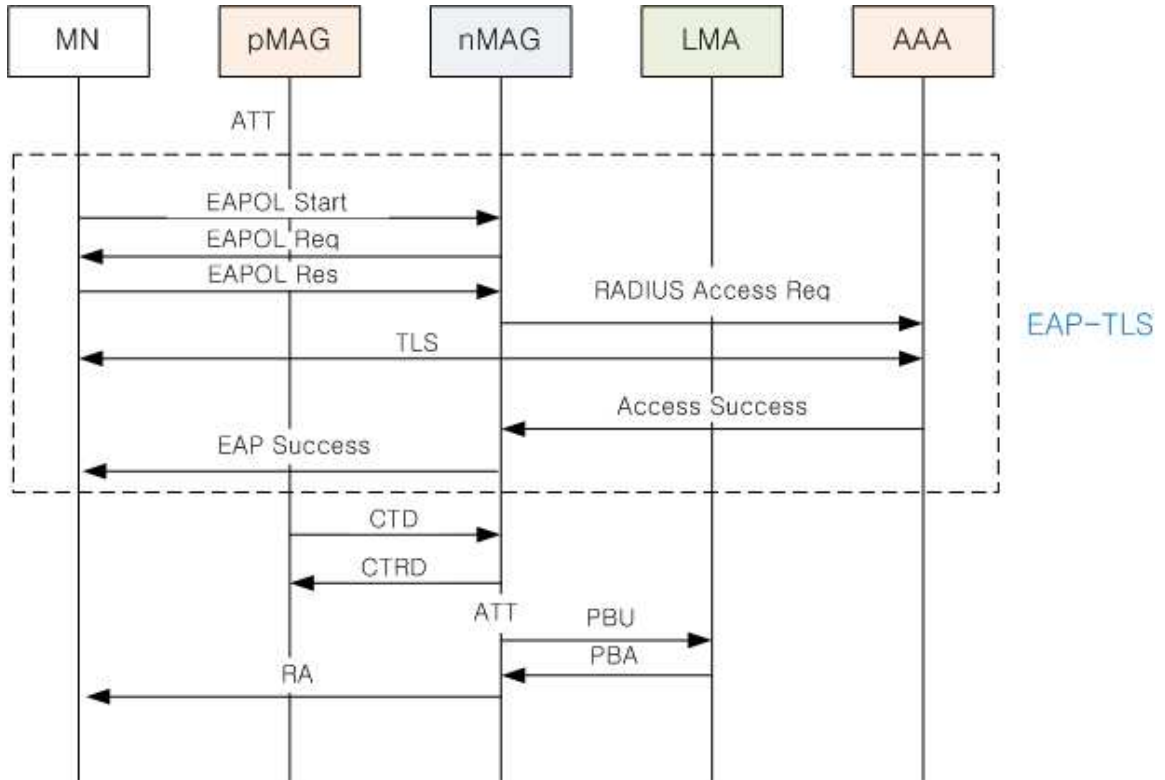 MN
pMAG
nMAG
LMA
AAA
ATT
EAPOL Start
EAPOL Req
EAPOL Res
RADIUS Access Req
EAP-TLS
TLS
Access Success
EAP Success
CTD
CTRD
ATT
PBU
PBA
RA